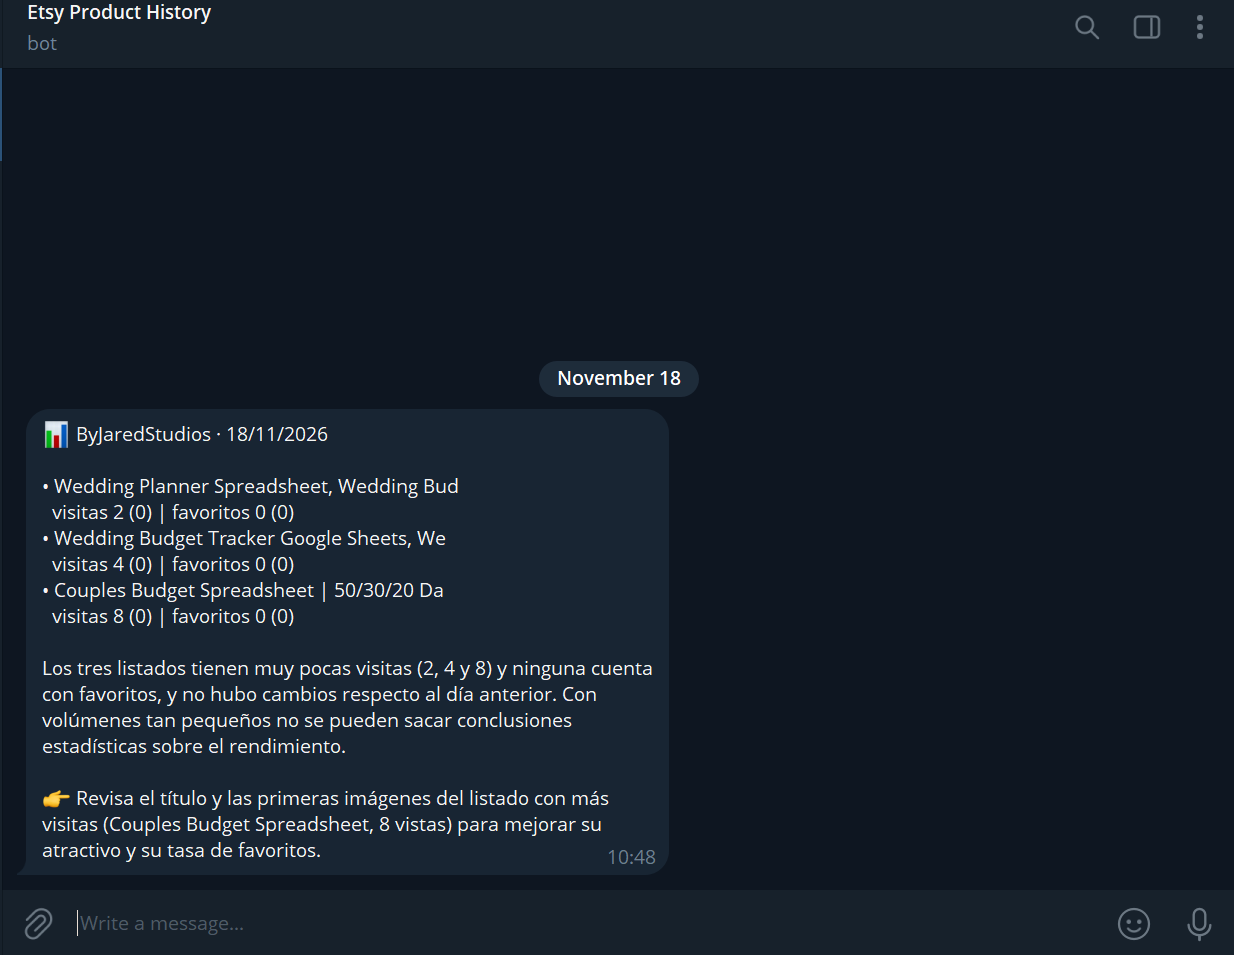 Etsy Product History
bot
November 18
📊 ByJaredStudios · 18/11/2026
• Wedding Planner Spreadsheet, Wedding Bud
visitas 2 (0) | favoritos 0 (0)
• Wedding Budget Tracker Google Sheets, We
visitas 4 (0) | favoritos 0 (0)
• Couples Budget Spreadsheet | 50/30/20 Da
visitas 8 (0) | favoritos 0 (0)
Los tres listados tienen muy pocas visitas (2, 4 y 8) y ninguna cuenta
con favoritos, y no hubo cambios respecto al día anterior. Con
volúmenes tan pequeños no se pueden sacar conclusiones
estadísticas sobre el rendimiento.
👉 Revisa el título y las primeras imágenes del listado con más
visitas (Couples Budget Spreadsheet, 8 vistas) para mejorar su
atractivo y su tasa de favoritos.
10:48
Write a message...